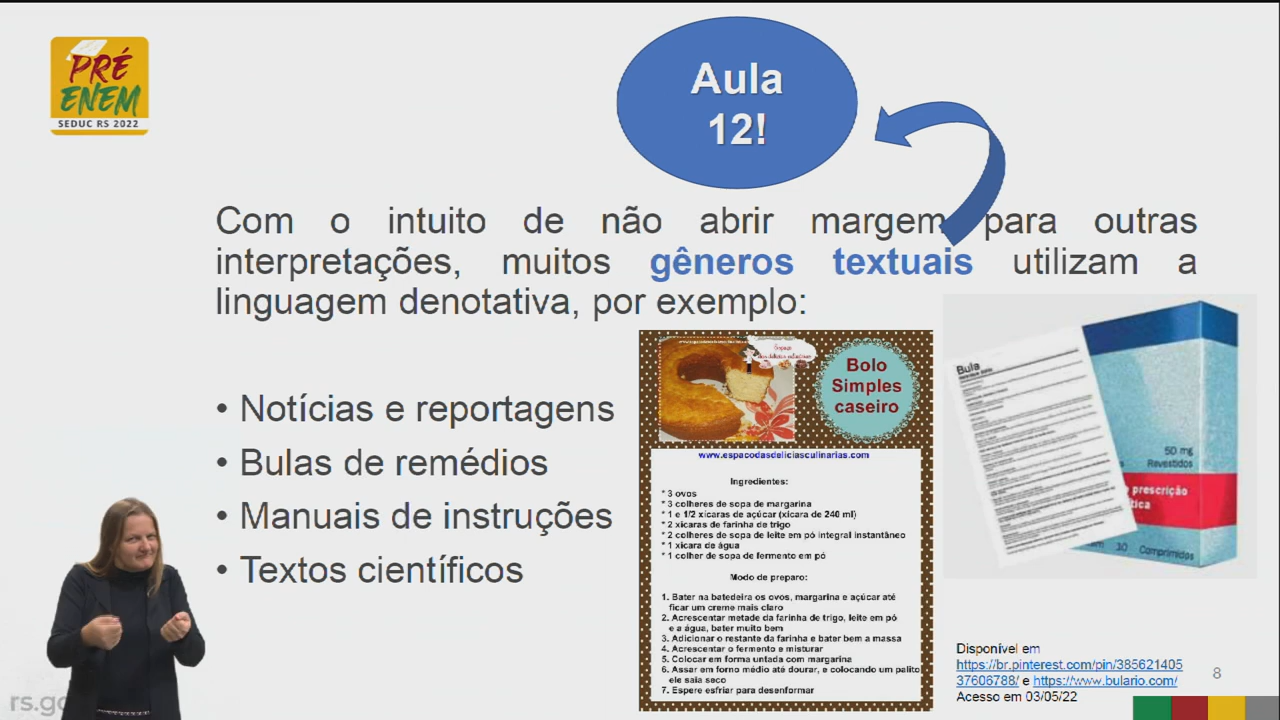 PRÉ
ENEM
SEDUC RS 2022
Aula
12!
Com o intuito de não abrir margem para outras
interpretações, muitos gêneros textuais utilizam a
linguagem denotativa, por exemplo:
• Notícias e reportagens
• Bulas de remédios
• Manuais de instruções
• Textos científicos
Bolo
Simples
caseiro
www.espacodasdeliciasculinarias.com
Ingredientes:
* 3 ovos
* 3 colheres de sopa de margarina
* 1 e 1/2 xícaras de açúcar (xícara de 240 ml)
* 2 xícaras de farinha de trigo
* 2 colheres de sopa de leite em pó integral instantâneo
* 1 xícara de água
* 1 colher de sopa de fermento em pó
Modo de preparo:
1. Bater na batedeira os ovos, margarina e açúcar até
ficar um creme mais claro
2. Acrescentar metade da farinha de trigo, leite em pó
e a água, bater muito bem
3. Adicionar o restante da farinha e bater bem a massa
4. Acrescentar o fermento e misturar
5. Colocar em forma untada com margarina
6. Assar em forno médio até dourar, e colocando um palito
ele saia seco
7. Espere esfriar para desenformar
Bula
50 mg
Revestidos
prescrição
30 Comprimidos
Disponível em
https://br.pinterest.com/pin/385621405
37606788/ e https://www.bulario.com/
Acesso em 03/05/22
8
rs.go